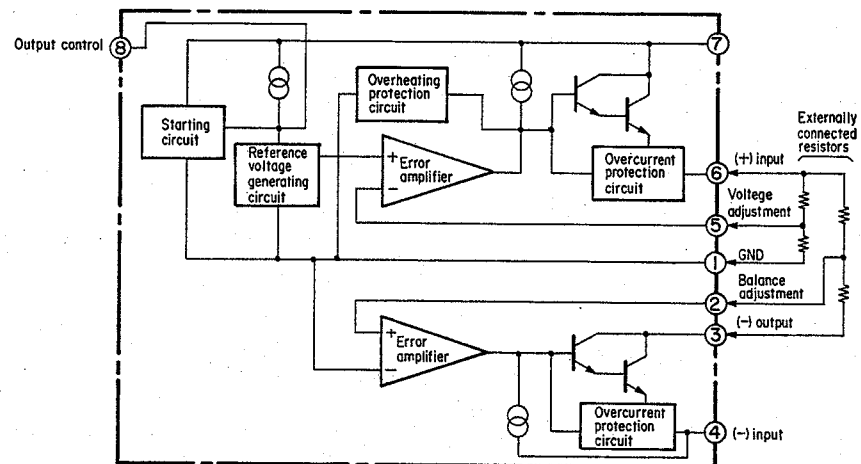 Output control
8
7
Starting
circuit
Overheating
protection
circuit
Reference
voltage
generating
circuit
+
−
Error
amplifier
Overcurrent
protection
circuit
Externally
connected
resistors
6
(+) input
5
Voltege
adjustment
1
GND
Balance
adjustment
2
3
(−) output
+
−
Error
amplifier
Overcurrent
protection
circuit
4
(−) input